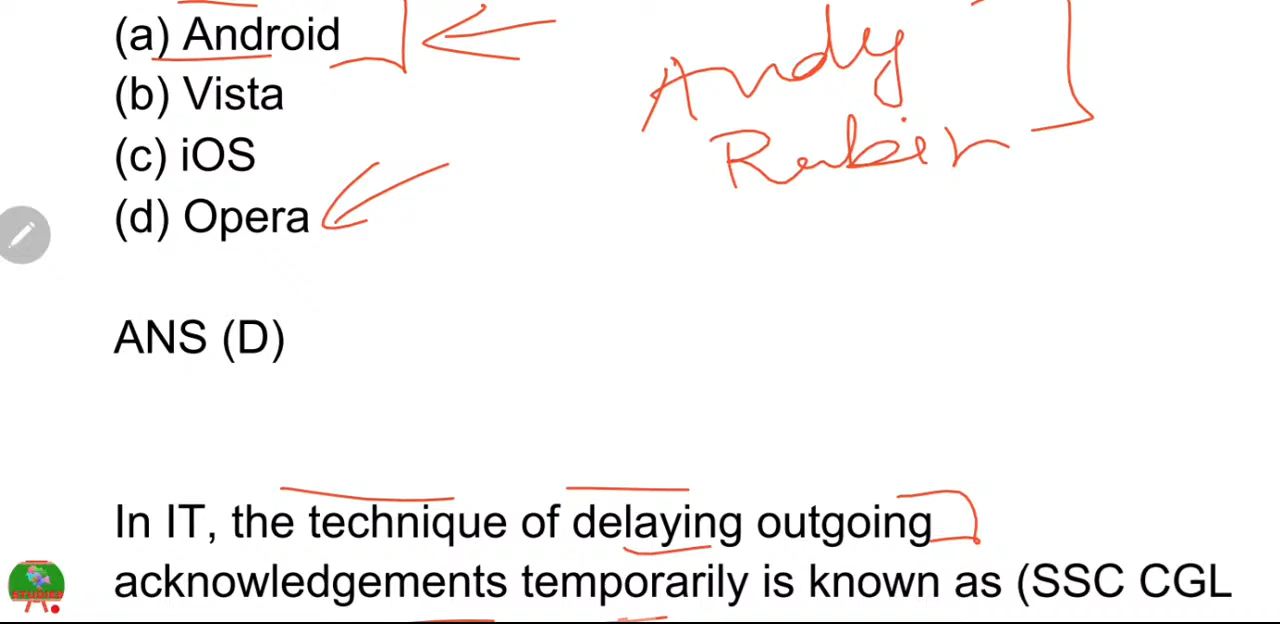 (a) Android
(b) Vista
(c) iOS
(d) Opera
Andy
Rubin
ANS (D)
In IT, the technique of delaying outgoing
acknowledgements temporarily is known as (SSC CGL